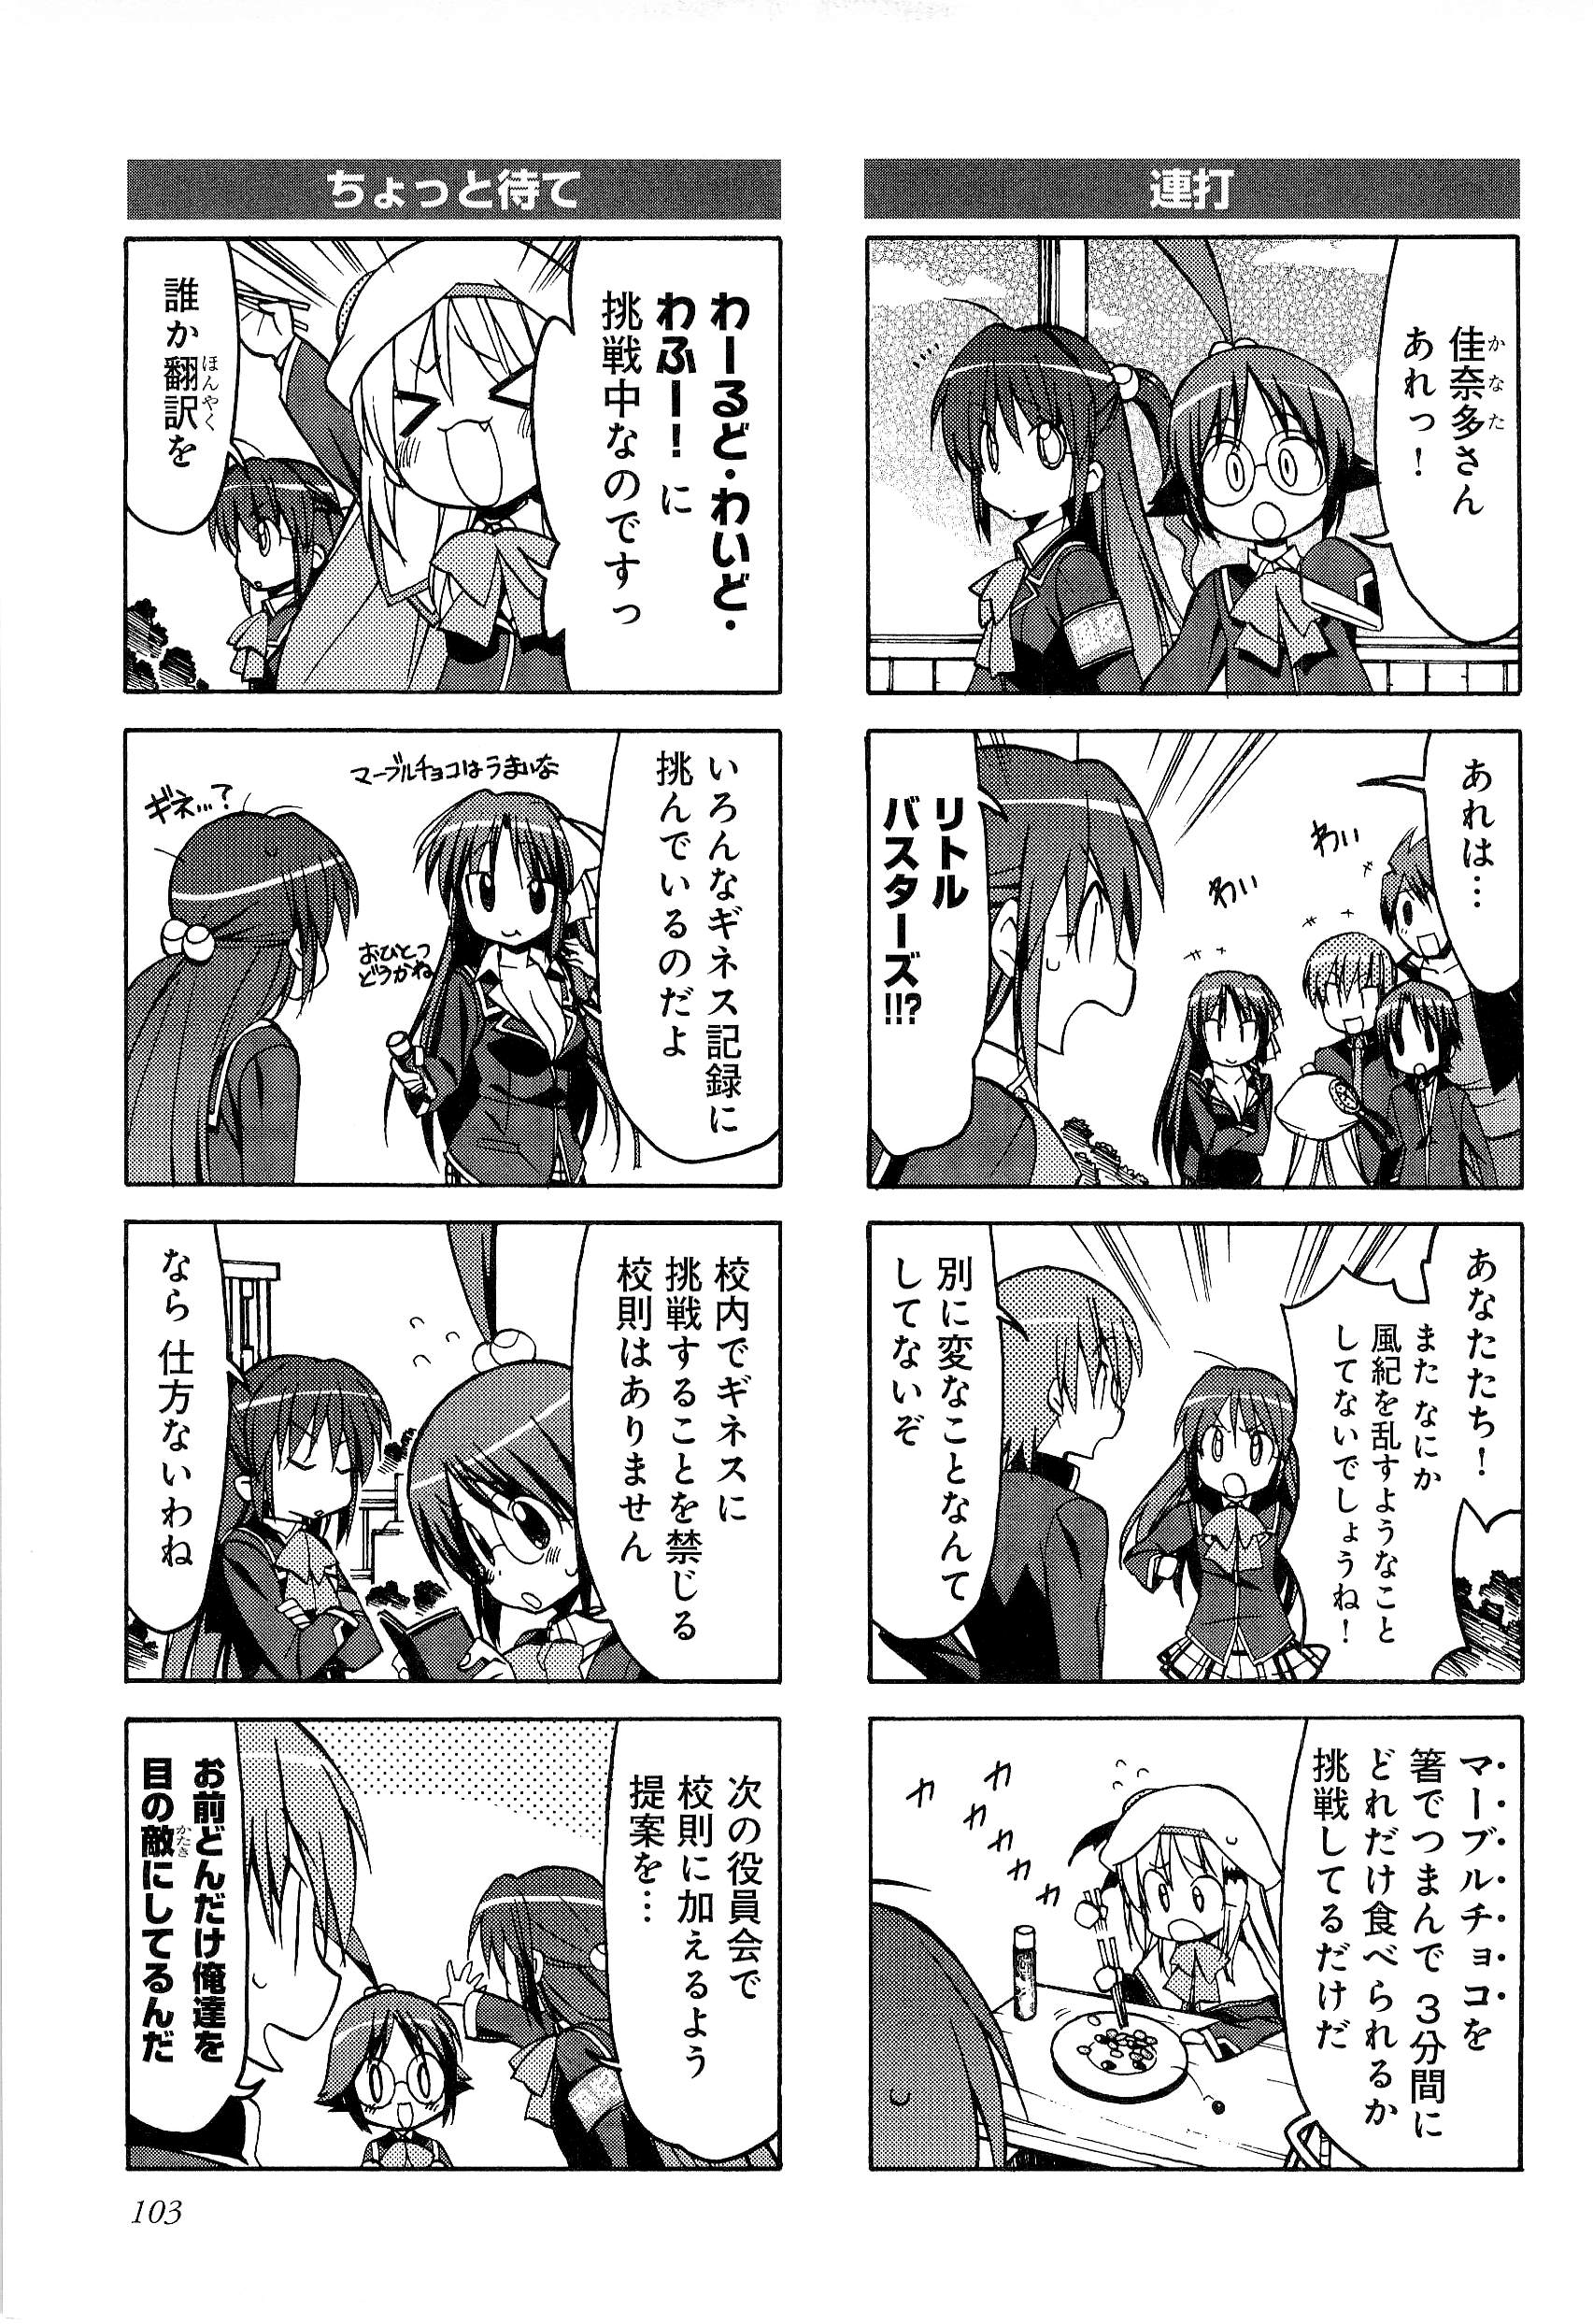 連打
佳奈多さん
かなた
あれっ！
あれは…
わい
わい
リトル
バスターズ!!?
あなたたち！
また なにか
風紀を乱すようなこと
してないでしょうね！
別に変なことなんて
してないぞ
マーブルチョコを
箸でつまんで 3分間に
どれだけ食べられるか
挑戦してるだけだ
カ
カ
カ
カ
ちょっと待て
わーるど・わいど・
わふー！に
挑戦中なのですっ
誰か翻訳を
ほんやく
いろんなギネス記録に
挑んでいるのだよ
マーブルチョコはうまいな
おひとつ
どうかね
ギネ…？
校内でギネスに
挑戦することを禁じる
校則はありません
なら 仕方ないわね
次の役員会で
校則に加えるよう
提案を…
お前どんだけ俺達を
目の敵にしてるんだ
かたき
103